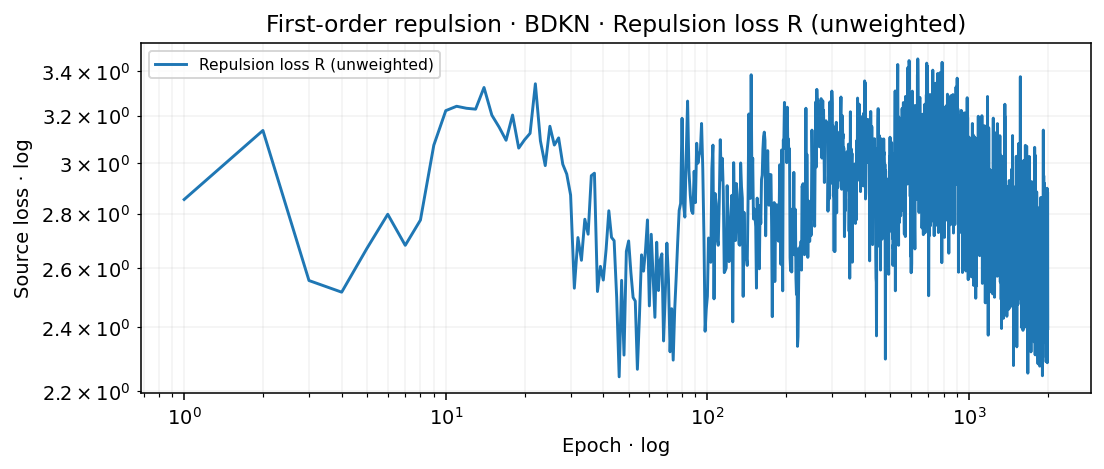 First-order repulsion · BDKN · Repulsion loss R (unweighted)
Repulsion loss R (unweighted)
3.4 × 10⁰
3.2 × 10⁰
3 × 10⁰
2.8 × 10⁰
2.6 × 10⁰
2.4 × 10⁰
2.2 × 10⁰
Source loss · log
10⁰ 10¹ 10² 10³
Epoch · log